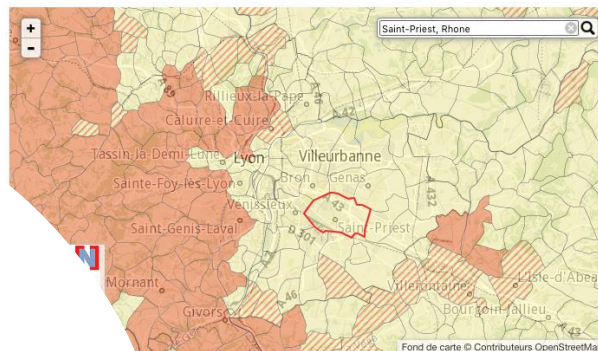 +
Saint-Priest, Rhone
-
A 46
A 89
Rillieux-la-Pape
A 42
Caluire-et-Cuire
Tassin-la-Demi-Lune
Lyon
Villeurbanne
Bron
Genas
A 432
Sainte-Foy-lès-Lyon
A 43
Vénissieux
Saint-Priest
Saint-Genis-Laval
D 301
N
Mornant
A 46
Villefontaine
L'Isle-d'Abea
Bourgoin-Jallieu
Givors
Fond de carte © Contributeurs OpenStreetMa